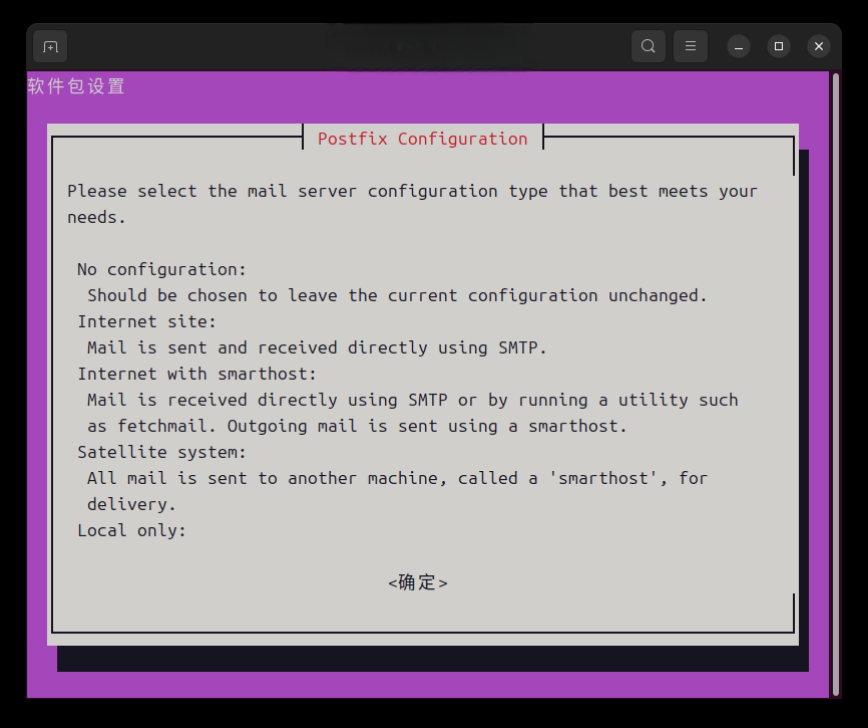 软件包设置
Postfix Configuration
Please select the mail server configuration type that best meets your
needs.
No configuration:
Should be chosen to leave the current configuration unchanged.
Internet site:
Mail is sent and received directly using SMTP.
Internet with smarthost:
Mail is received directly using SMTP or by running a utility such
as fetchmail. Outgoing mail is sent using a smarthost.
Satellite system:
All mail is sent to another machine, called a 'smarthost', for
delivery.
Local only:
<确定>